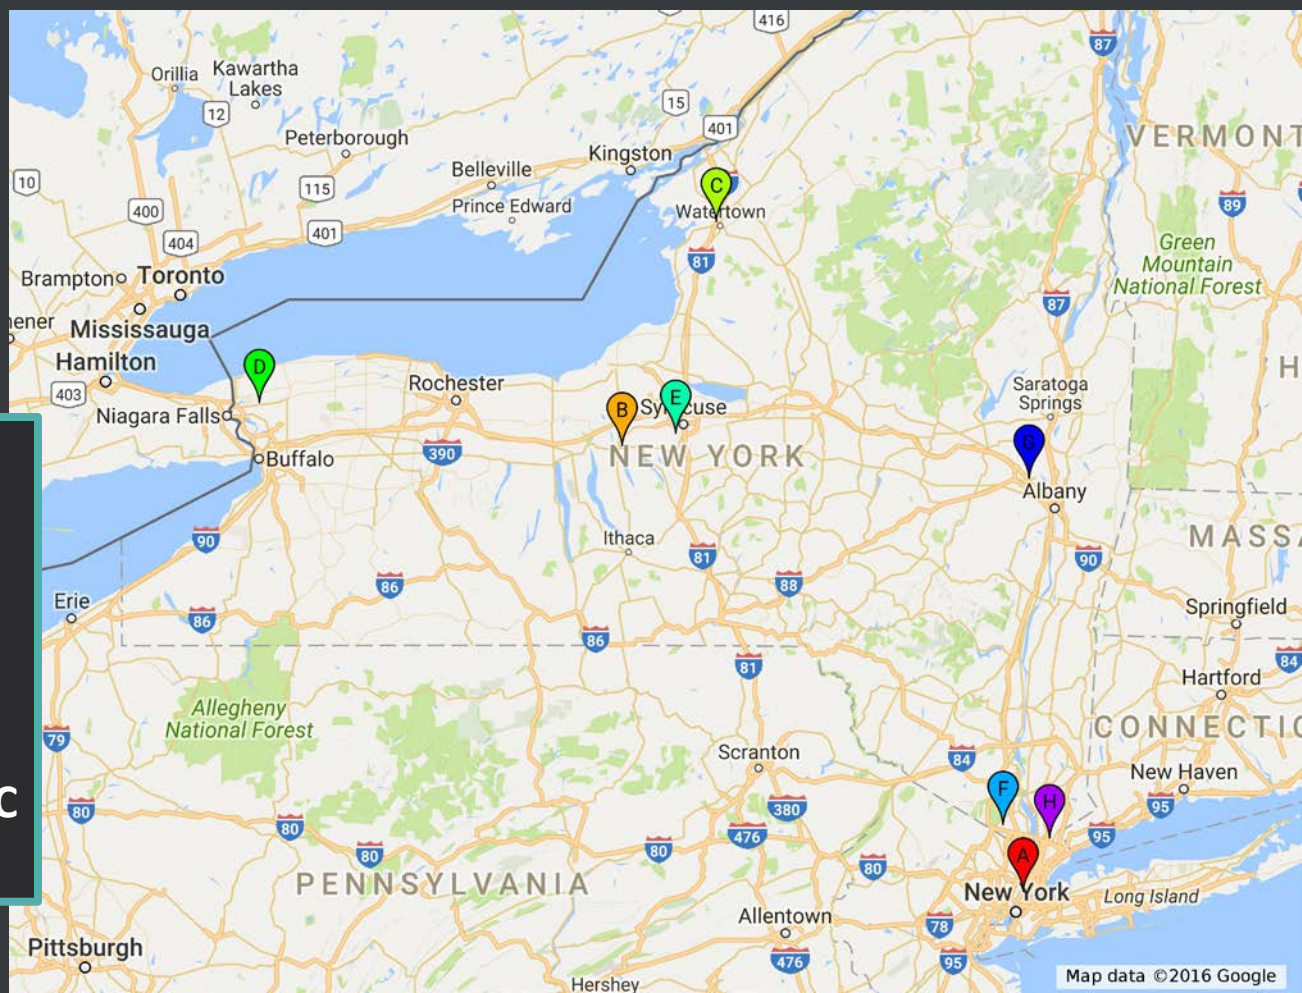 416
87
Orillia
Kawartha
Lakes
12
15
401
VERMONT
Peterborough
Kingston
Belleville
10
115
C
400
Prince Edward
Watertown
89
404
401
Green
Mountain
National Forest
81
Brampton
Toronto
87
Mississauga
Hamilton
D
403
Rochester
Saratoga
Springs
H
Niagara Falls
B
E
Syracuse
G
Buffalo
390
NEW YORK
Albany
90
Ithaca
81
90
MASSA
86
88
Erie
86
86
Springfield
81
84
Hartford
Allegheny
National Forest
79
CONNECTIC
Scranton
84
New Haven
80
80
380
F
H
95
C
476
95
80
80
A
80
PENNSYLVANIA
New York
Long Island
Allentown
78
Pittsburgh
476
95
Hershey
Map data ©2016 Google